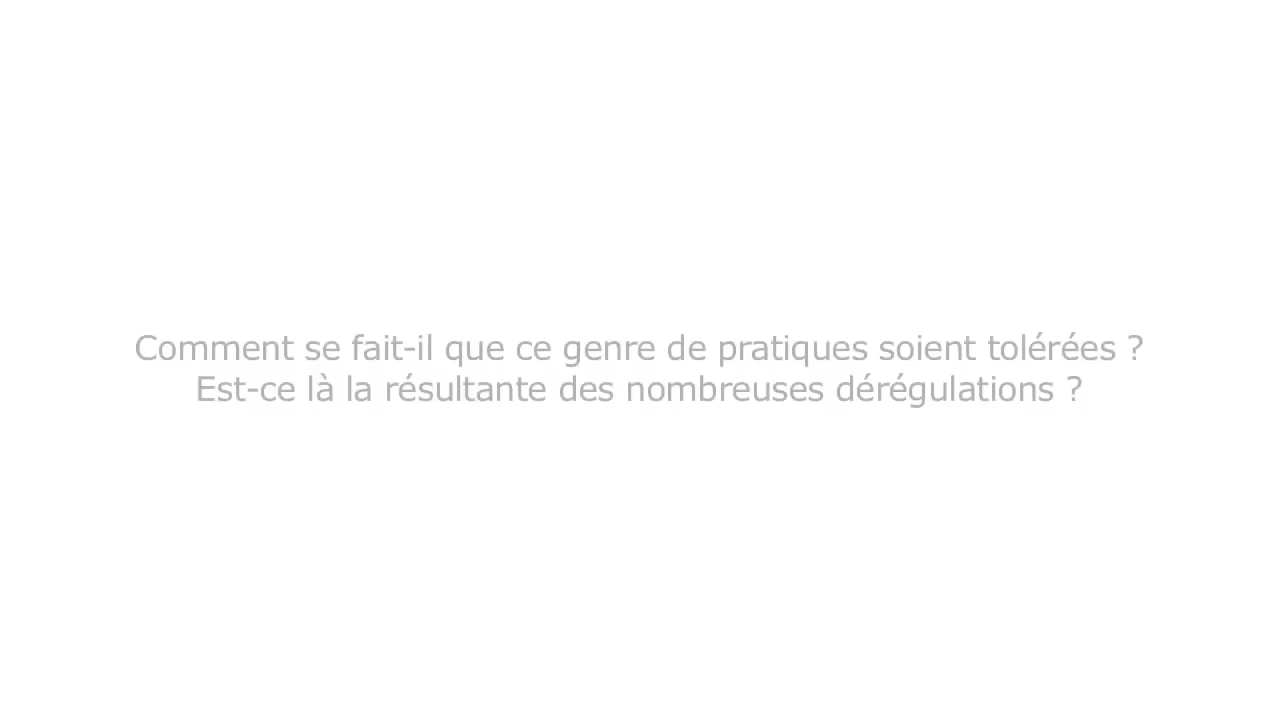 Comment se fait-il que ce genre de pratiques soient tolérées ?
Est-ce là la résultante des nombreuses dérégulations ?